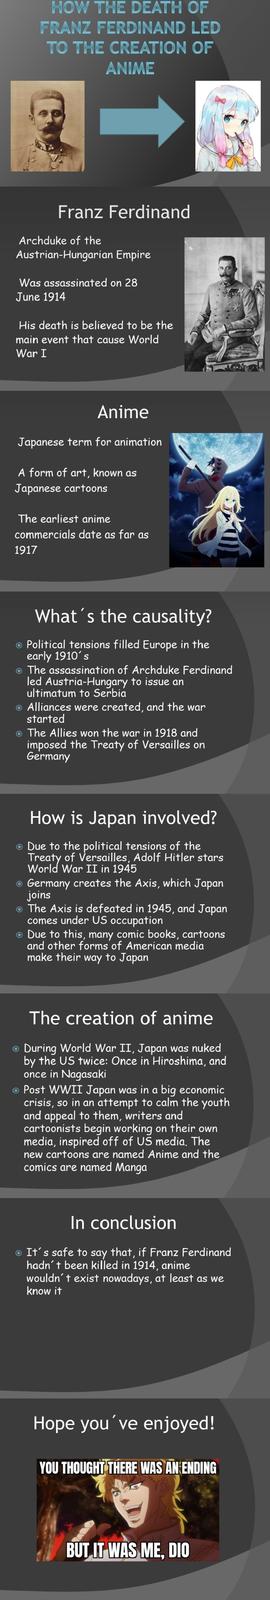 HOW THE DEATH OF
FRANZ FERDINAND LED
TO THE CREATION OF
ANIME
Franz Ferdinand
Archduke of the
Austrian-Hungarian Empire
Was assassinated on 28
June 1914
His death is believed to be the
main event that cause World
War I
Anime
Japanese term for animation
A form of art, known as
Japanese cartoons
The earliest anime
commercials date as far as
1917
What´s the causality?
Political tensions filled Europe in the
early 1910´s
The assassination of Archduke Ferdinand
led Austria-Hungary to issue an
ultimatum to Serbia
Alliances were created, and the war
started
The Allies won the war in 1918 and
imposed the Treaty of Versailles on
Germany
How is Japan involved?
Due to the political tensions of the
Treaty of Versailles, Adolf Hitler stars
World War II in 1945
Germany creates the Axis, which Japan
joins
The Axis is defeated in 1945, and Japan
comes under US occupation
Due to this, many comic books, cartoons
and other forms of American media
make their way to Japan
The creation of anime
During World War II, Japan was nuked
by the US twice: Once in Hiroshima, and
once in Nagasaki
Post WWII Japan was in a big economic
crisis, so in an attempt to calm the youth
and appeal to them, writers and
cartoonists begin working on their own
media, inspired off of US media. The
new cartoons are named Anime and the
comics are named Manga
In conclusion
It´s safe to say that, if Franz Ferdinand
hadn´t been killed in 1914, anime
wouldn´t exist nowadays, at least as we
know it
Hope you´ve enjoyed!
YOU THOUGHT THERE WAS AN ENDING
BUT IT WAS ME, DIO